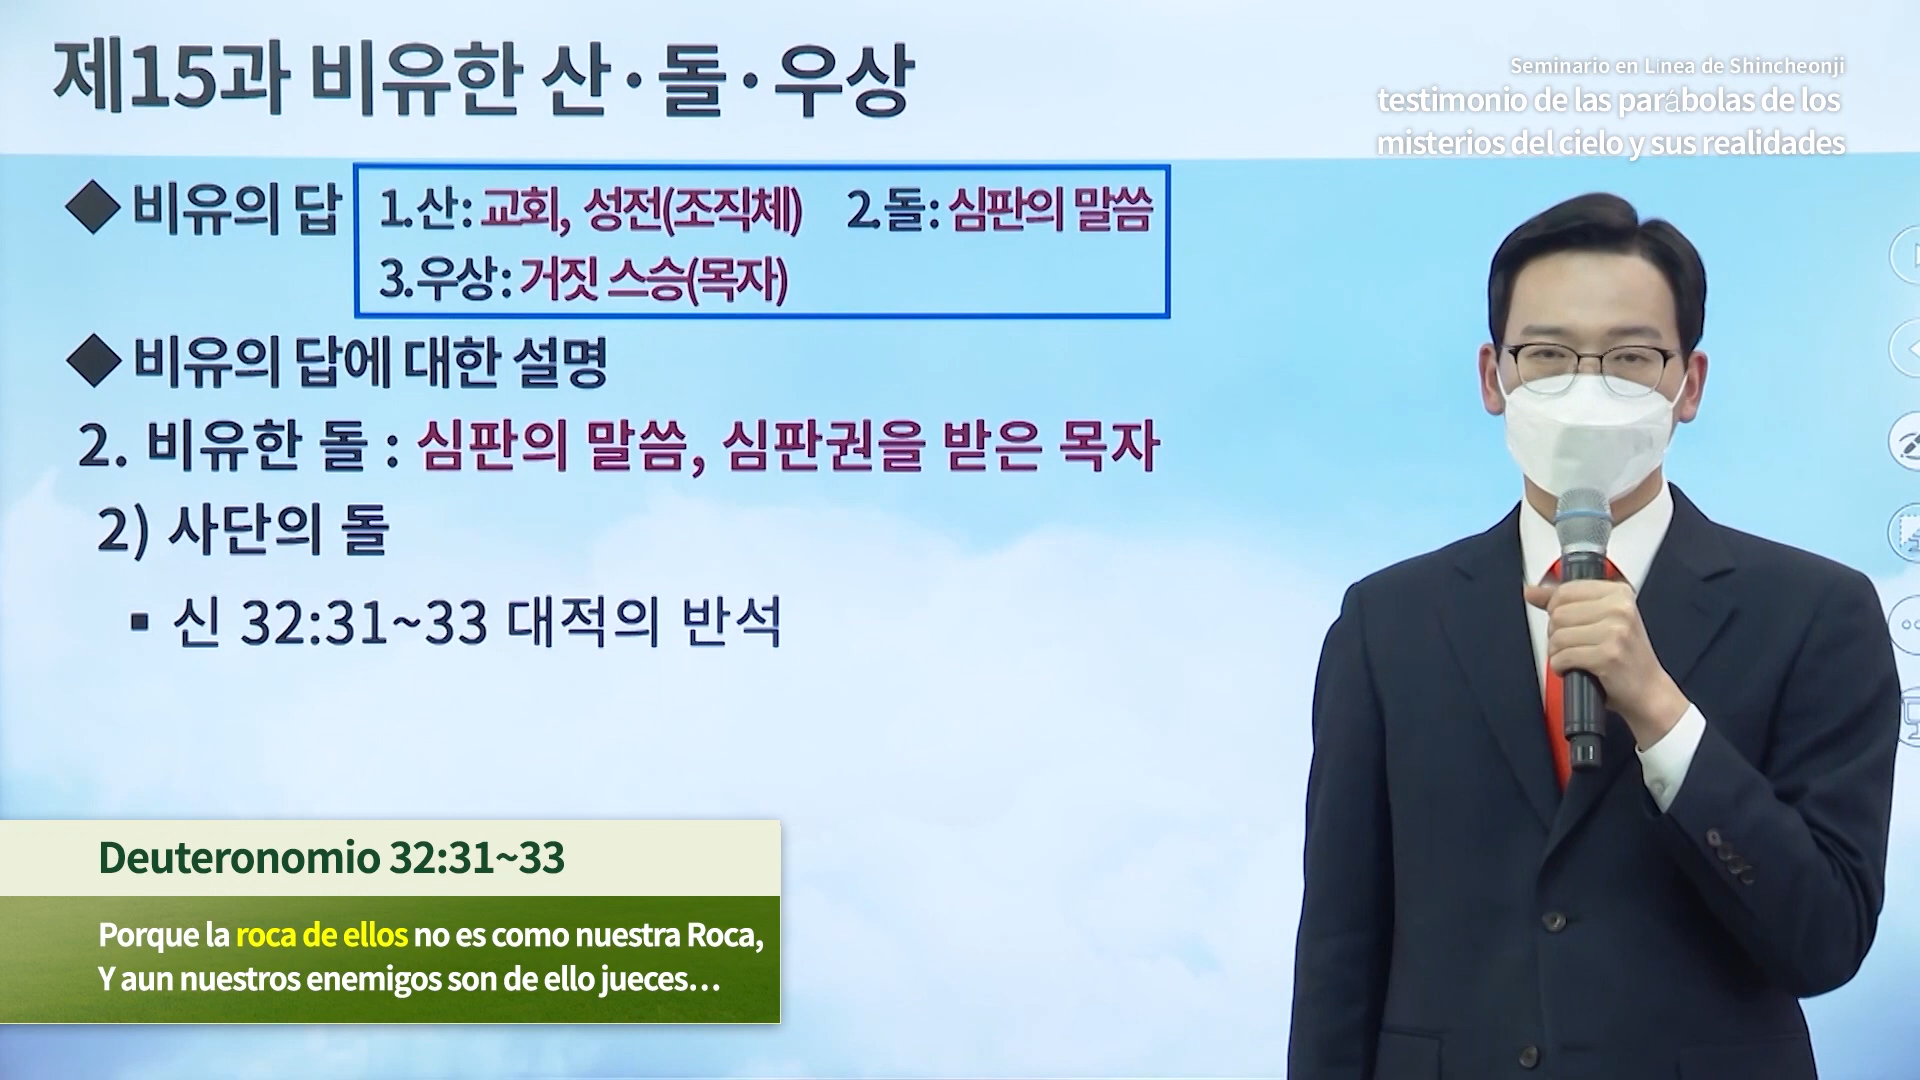 제15과 비유한 산·돌·우상
Seminario en Línea de Shincheonji
testimonio de las parábolas de los
misterios del cielo y sus realidades
◆ 비유의 답 1.산: 교회, 성전(조직체) 2.돌: 심판의 말씀
3.우상: 거짓 스승(목자)
◆ 비유의 답에 대한 설명
2. 비유한 돌 : 심판의 말씀, 심판권을 받은 목자
2) 사단의 돌
▪ 신 32:31~33 대적의 반석
Deuteronomio 32:31~33
Porque la roca de ellos no es como nuestra Roca,
Y aun nuestros enemigos son de ello jueces...